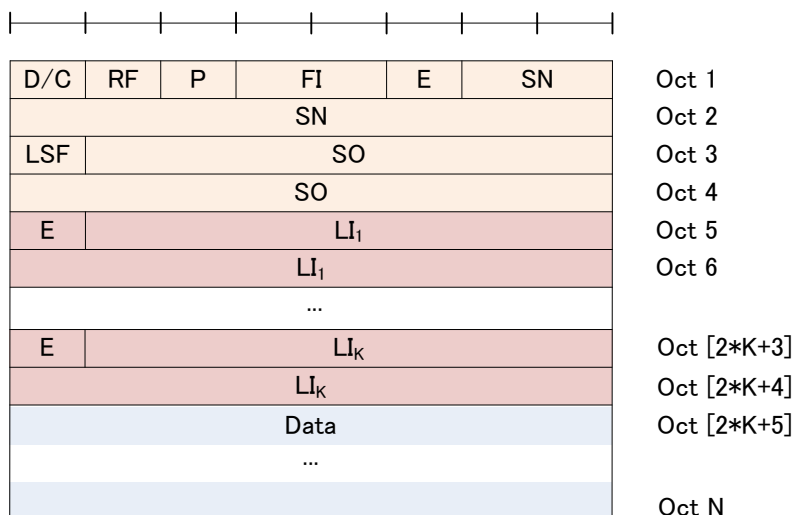 D/C RF P FI E SN Oct 1
SN Oct 2
LSF SO Oct 3
SO Oct 4
E LI₁ Oct 5
LI₁ Oct 6
...
E LIₖ Oct [2*K+3]
LIₖ Oct [2*K+4]
Data Oct [2*K+5]
...
Oct N